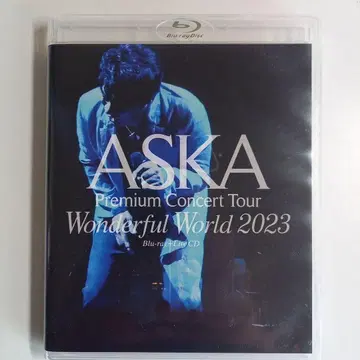 Blu-ray Disc
ASKA
Premium Concert Tour
Wonderful World 2023
Blu-ray+Live CD